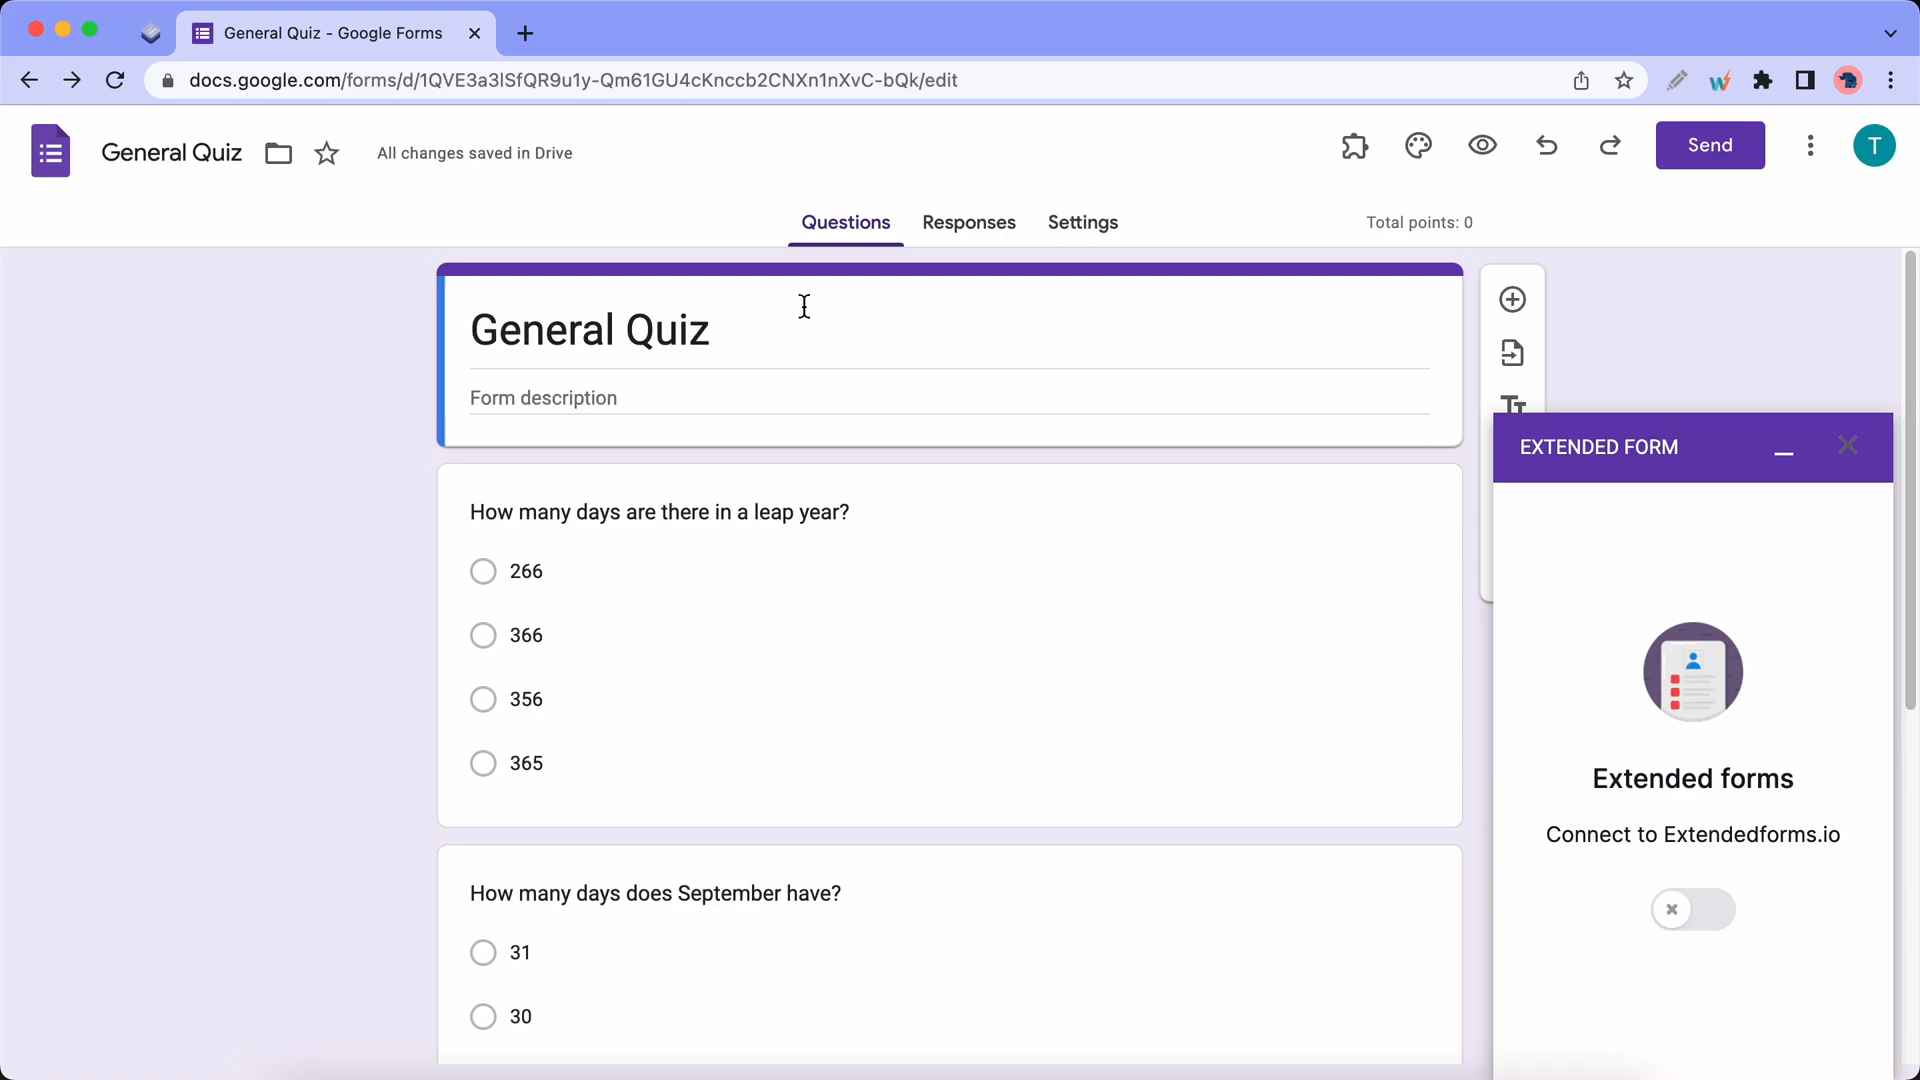 General Quiz - Google Forms
docs.google.com/forms/d/1QVE3a3lSfQR9u1y-Qm61GU4cKnccb2CNXn1nXvC-bQk/edit
General Quiz
All changes saved in Drive
Send
T
Questions
Responses
Settings
Total points: 0
General Quiz
Form description
How many days are there in a leap year?
266
366
356
365
How many days does September have?
31
30
Tt
EXTENDED FORM
Extended forms
Connect to Extendedforms.io